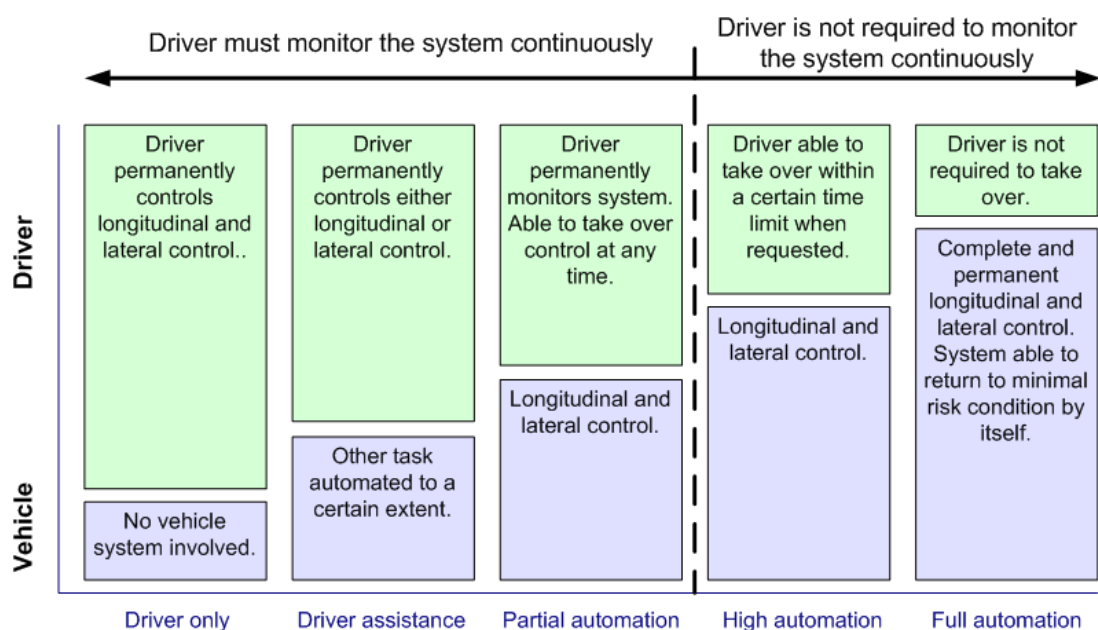 Driver must monitor the system continuously
Driver is not required to monitor
the system continuously
Driver
Vehicle
Driver
permanently
controls
longitudinal and
lateral control..
No vehicle
system involved.
Driver
permanently
controls either
longitudinal or
lateral control.
Other task
automated to a
certain extent.
Driver
permanently
monitors system.
Able to take over
control at any
time.
Longitudinal and
lateral control.
Driver able to
take over within
a certain time
limit when
requested.
Longitudinal and
lateral control.
Driver is not
required to take
over.
Complete and
permanent
longitudinal and
lateral control.
System able to
return to minimal
risk condition by
itself.
Driver only
Driver assistance
Partial automation
High automation
Full automation